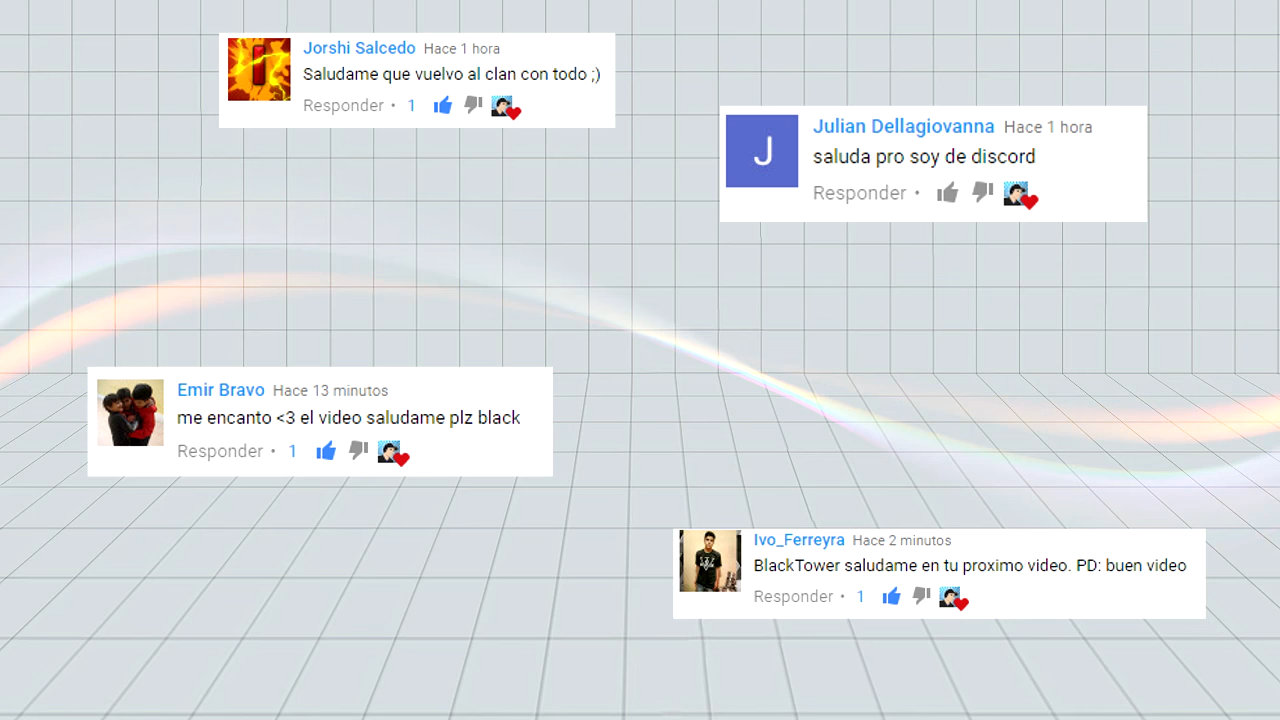 Jorshi Salcedo Hace 1 hora
Saludame que vuelvo al clan con todo ;)
Responder • 1
J
Julian Dellagiovanna Hace 1 hora
saluda pro soy de discord
Responder •
Emir Bravo Hace 13 minutos
me encanto <3 el video saludame plz black
Responder • 1
Ivo_Ferreyra Hace 2 minutos
BlackTower saludame en tu proximo video. PD: buen video
Responder • 1